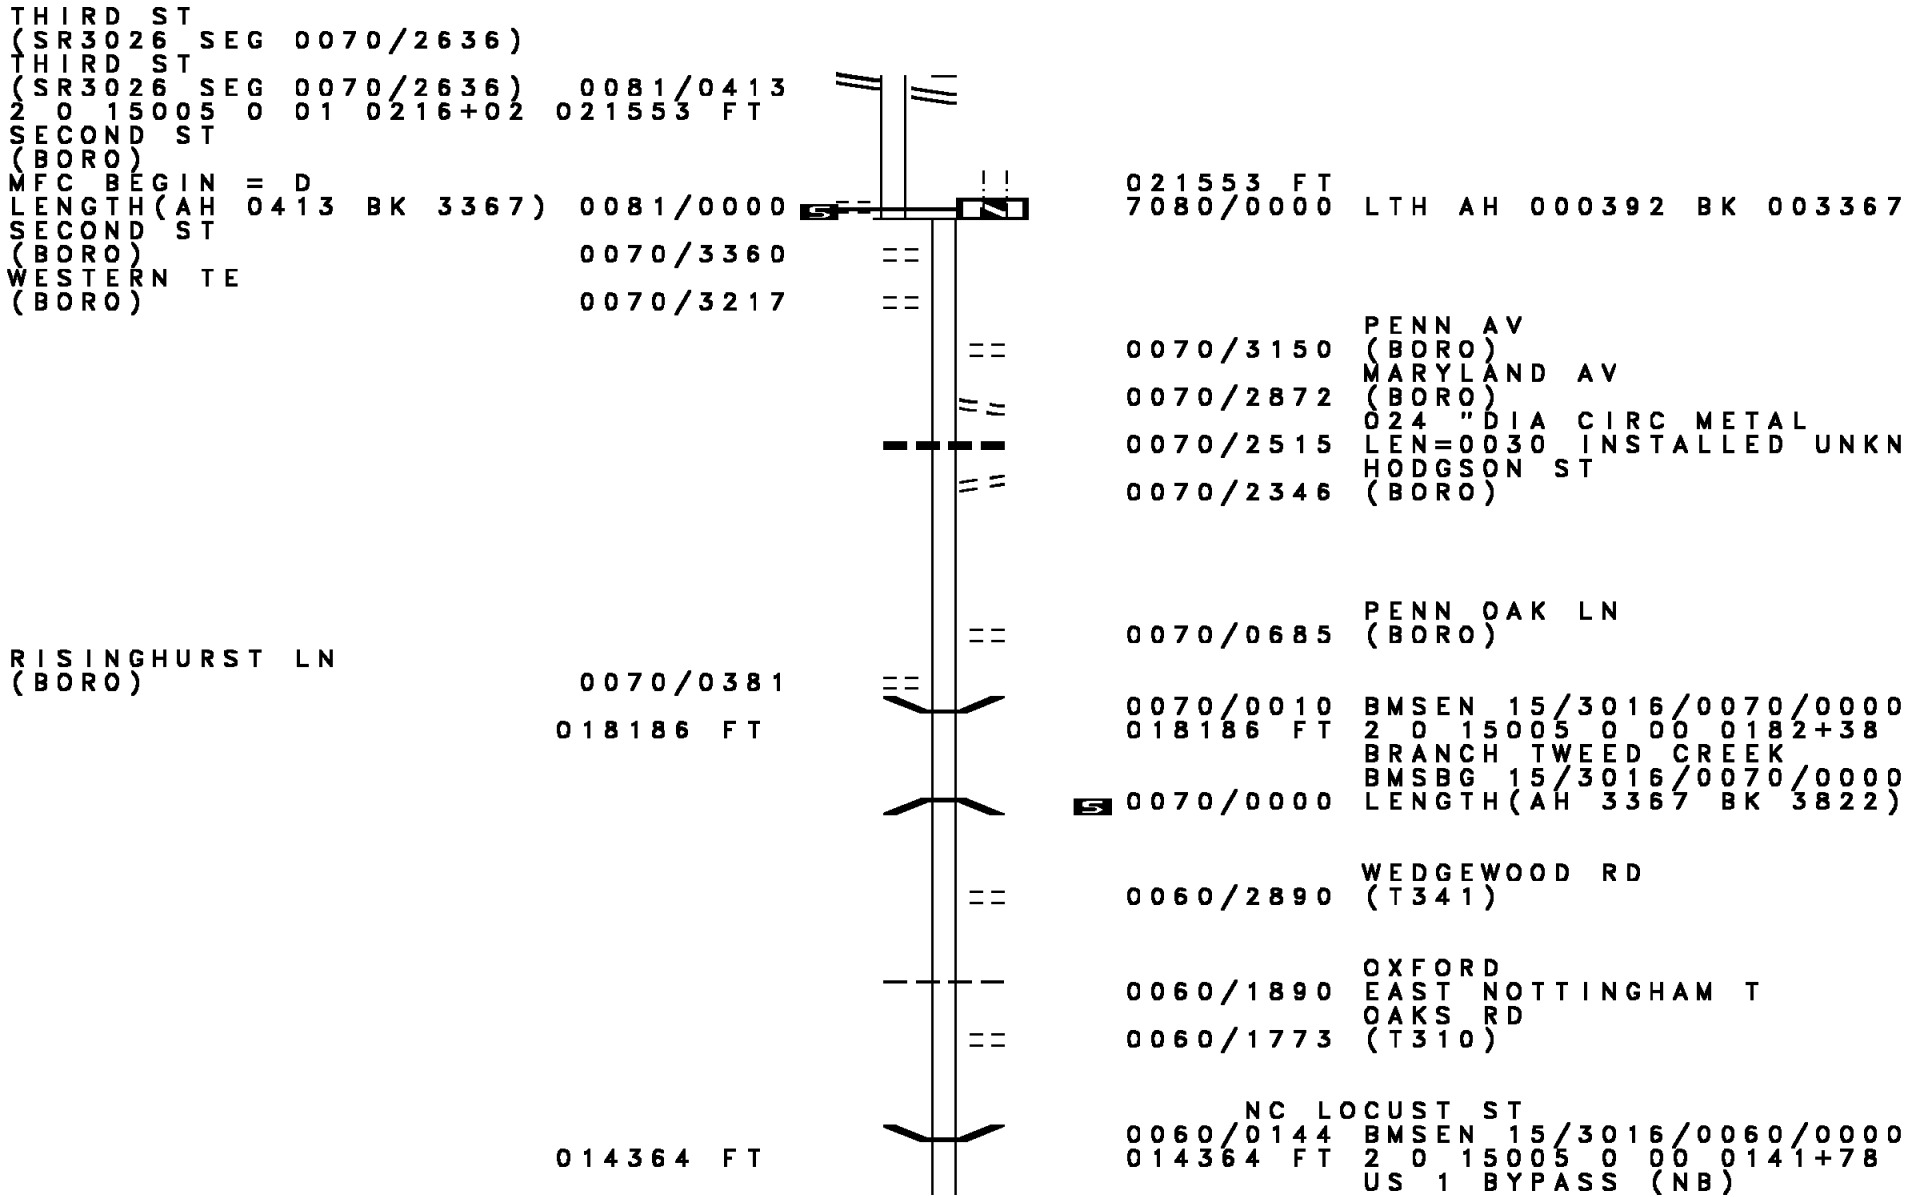 THIRD ST
(SR3026 SEG 0070/2636)
THIRD ST
(SR3026 SEG 0070/2636) 0081/0413
2 0 15005 0 01 0216+02 021553 FT
SECOND ST
(BORO)
MFC BEGIN = D
021553 FT
LENGTH(AH 0413 BK 3367) 0081/0000 S
7080/0000 LTH AH 000392 BK 003367
SECOND ST
(BORO) 0070/3360
WESTERN TE
(BORO) 0070/3217
PENN AV
0070/3150 (BORO)
MARYLAND AV
0070/2872 (BORO)
024 "DIA CIRC METAL
0070/2515 LEN=0030 INSTALLED UNKN
HODGSON ST
0070/2346 (BORO)
PENN OAK LN
0070/0685 (BORO)
RISINGHURST LN
(BORO) 0070/0381
0070/0010 BMSEN 15/3016/0070/0000
018186 FT
018186 FT 2 0 15005 0 00 0182+38
BRANCH TWEED CREEK
BMSBG 15/3016/0070/0000
S 0070/0000 LENGTH(AH 3367 BK 3822)
WEDGEWOOD RD
0060/2890 (T341)
OXFORD
0060/1890 EAST NOTTINGHAM T
OAKS RD
0060/1773 (T310)
NC LOCUST ST
0060/0144 BMSEN 15/3016/0060/0000
014364 FT
014364 FT 2 0 15005 0 00 0141+78
US 1 BYPASS (NB)